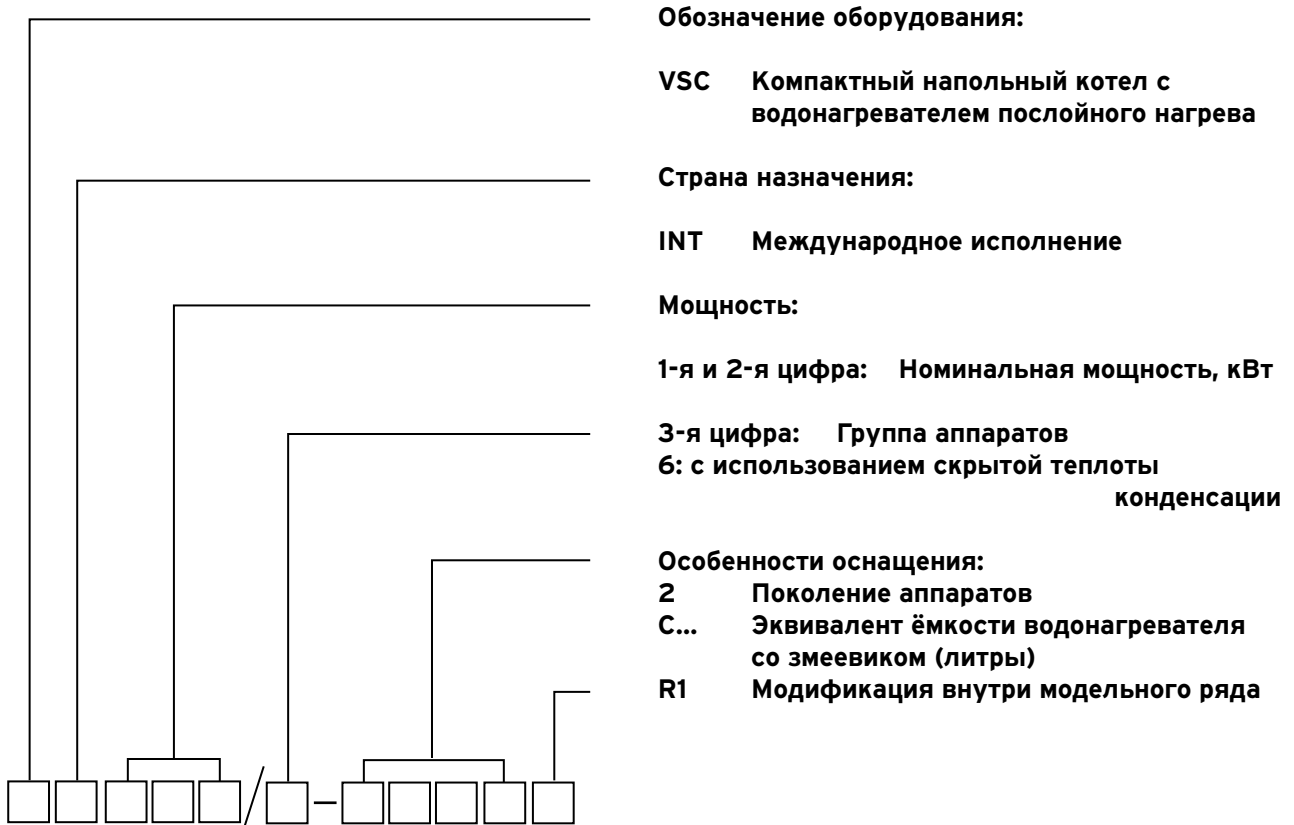 Обозначение оборудования:
VSC Компактный напольный котел с
водонагревателем послойного нагрева
Страна назначения:
INT Международное исполнение
Мощность:
1-я и 2-я цифра: Номинальная мощность, кВт
3-я цифра: Группа аппаратов
6: с использованием скрытой теплоты
конденсации
Особенности оснащения:
2 Поколение аппаратов
C... Эквивалент ёмкости водонагревателя
со змеевиком (литры)
R1 Модификация внутри модельного ряда
/ –